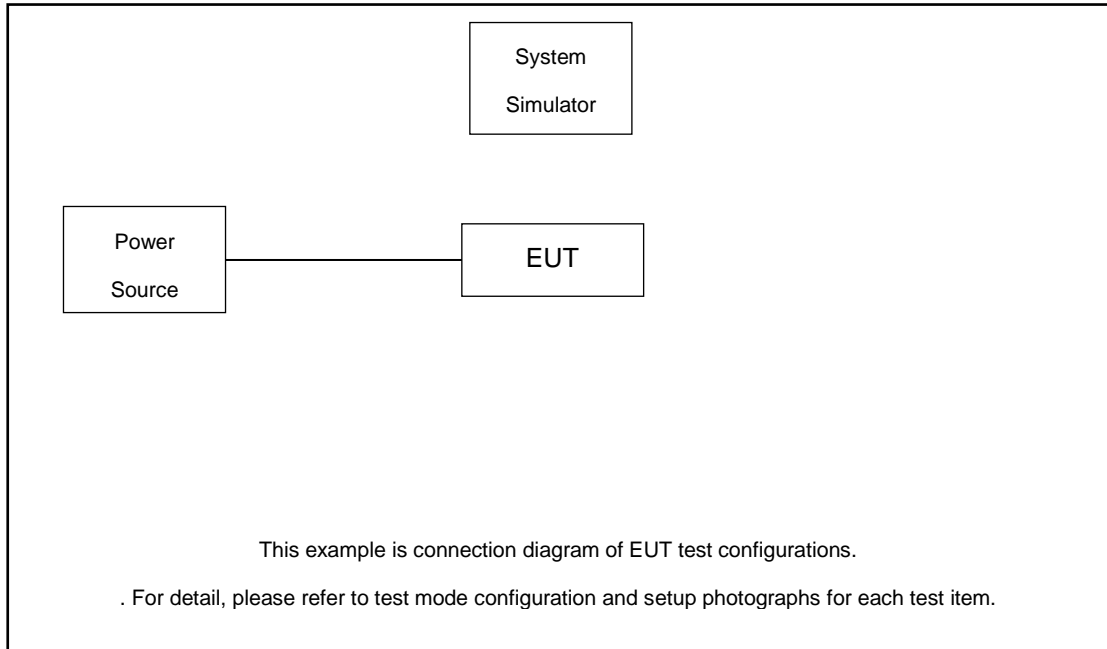 System
Simulator
Power
Source
EUT
This example is connection diagram of EUT test configurations.
. For detail, please refer to test mode configuration and setup photographs for each test item.